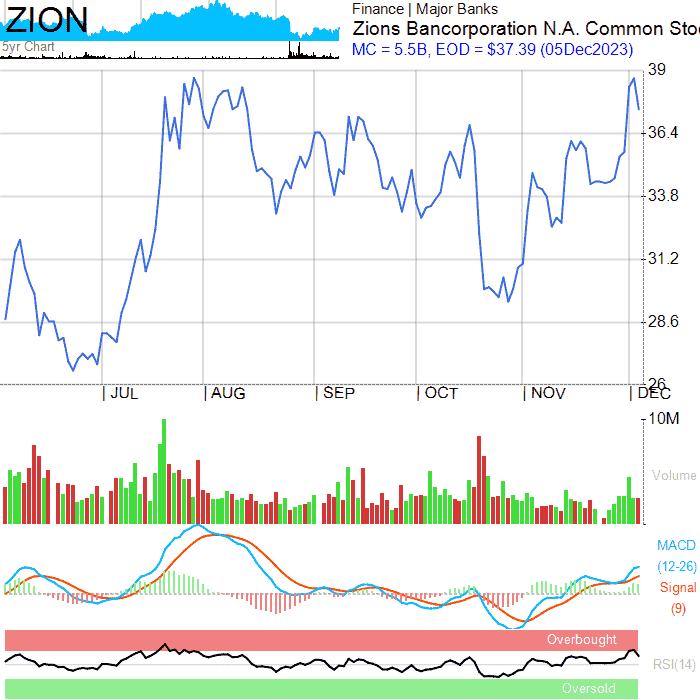 ZION
Finance | Major Banks
Zions Bancorporation N.A. Common Sto
5yr Chart
MC = 5.5B, EOD = $37.39 (05Dec2023)
39
36.4
33.8
31.2
28.6
26
| JUL | AUG | SEP | OCT | NOV | DEC
10M
Volume
MACD
(12-26)
Signal
(9)
Overbought
RSI(14)
Oversold